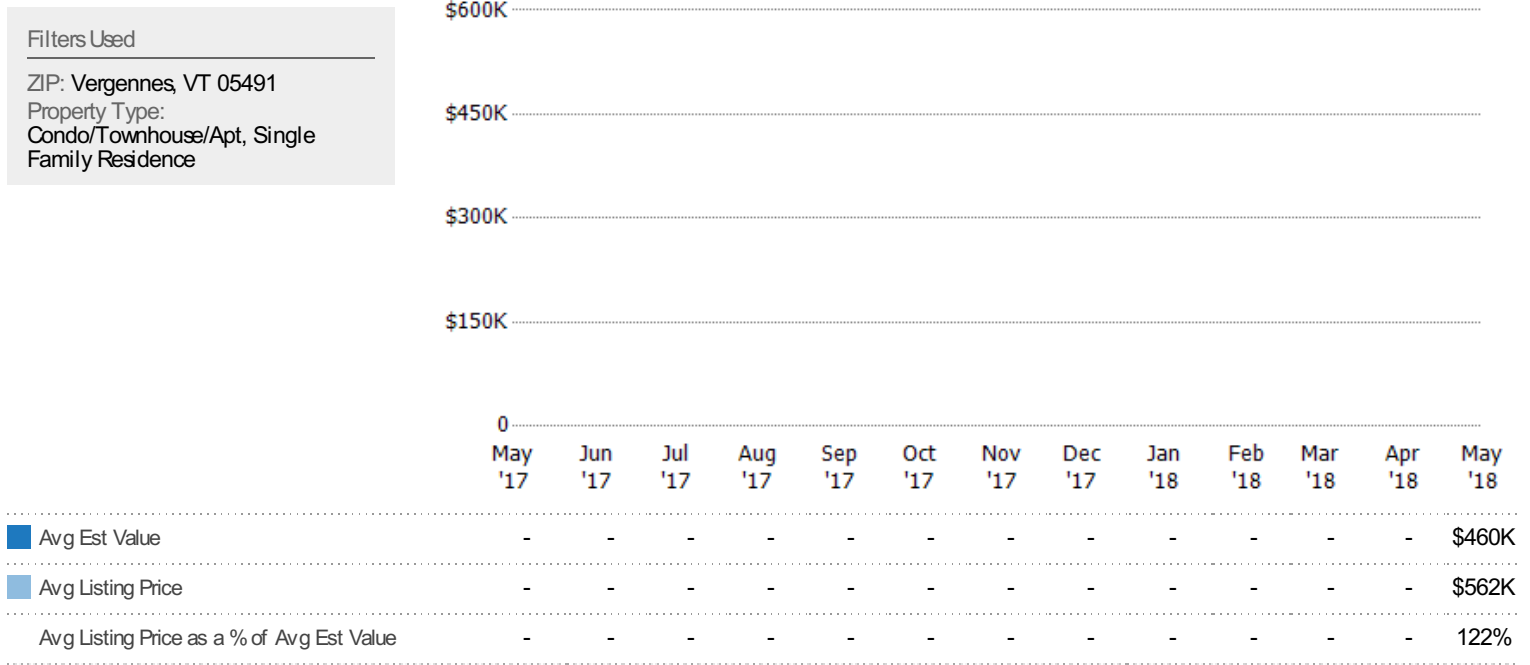 Filters Used
ZIP: Vergennes, VT 05491
Property Type:
Condo/Townhouse/Apt, Single
Family Residence
$600K
$450K
$300K
$150K
0
May Jun Jul Aug Sep Oct Nov Dec Jan Feb Mar Apr May
'17 '17 '17 '17 '17 '17 '17 '17 '18 '18 '18 '18 '18
Avg Est Value - - - - - - - - - - - - $460K
Avg Listing Price - - - - - - - - - - - - $562K
Avg Listing Price as a % of Avg Est Value - - - - - - - - - - - - 122%